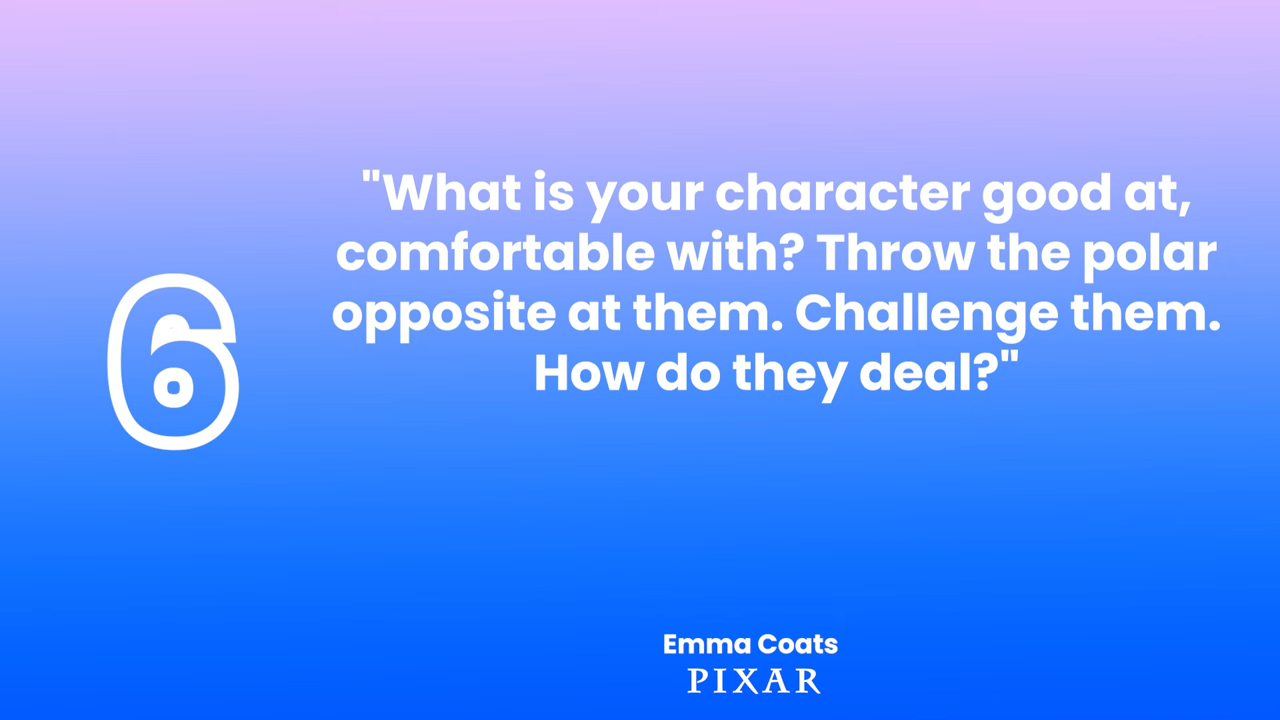 6
"What is your character good at,
comfortable with? Throw the polar
opposite at them. Challenge them.
How do they deal?"
Emma Coats
PIXAR